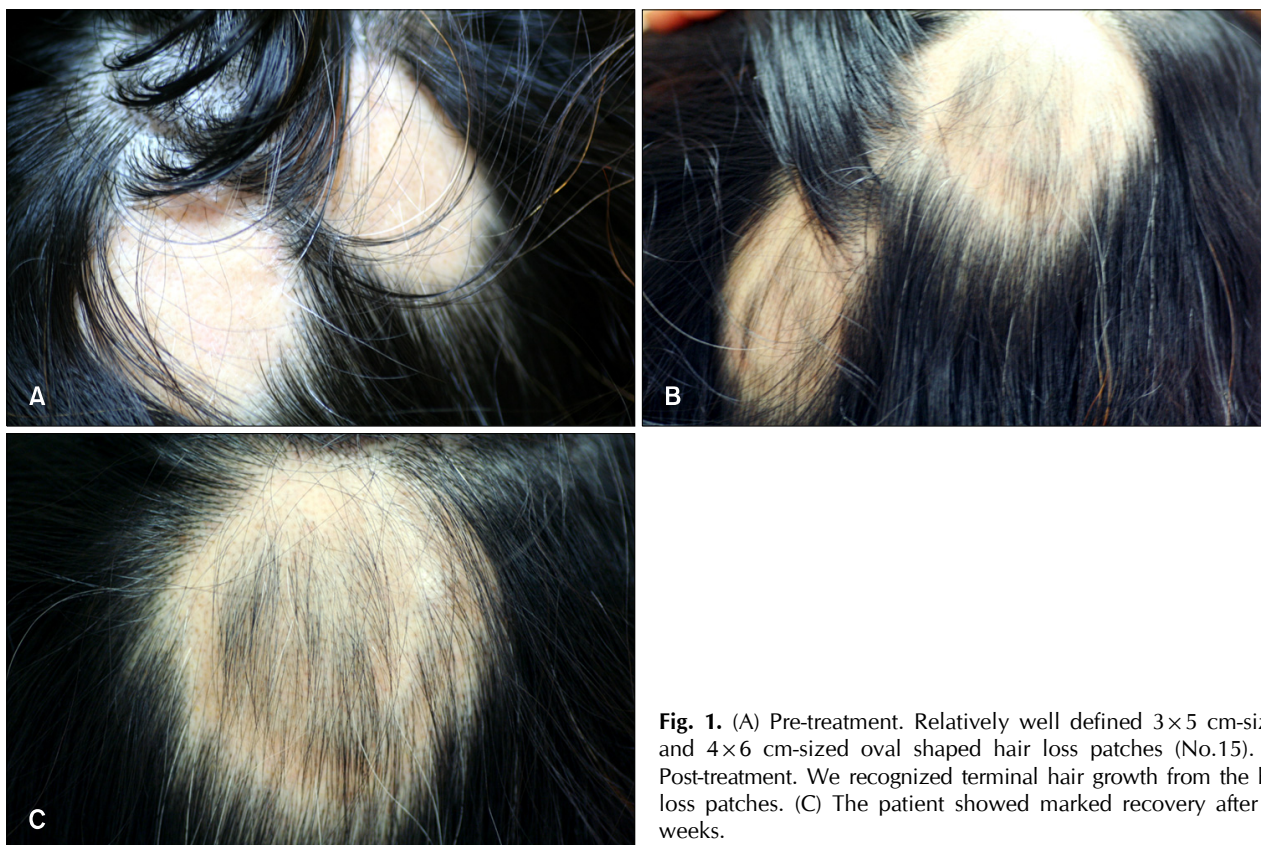 A
B
C
Fig. 1. (A) Pre-treatment. Relatively well defined 3×5 cm-siz
and 4×6 cm-sized oval shaped hair loss patches (No.15).
Post-treatment. We recognized terminal hair growth from the h
loss patches. (C) The patient showed marked recovery after
weeks.